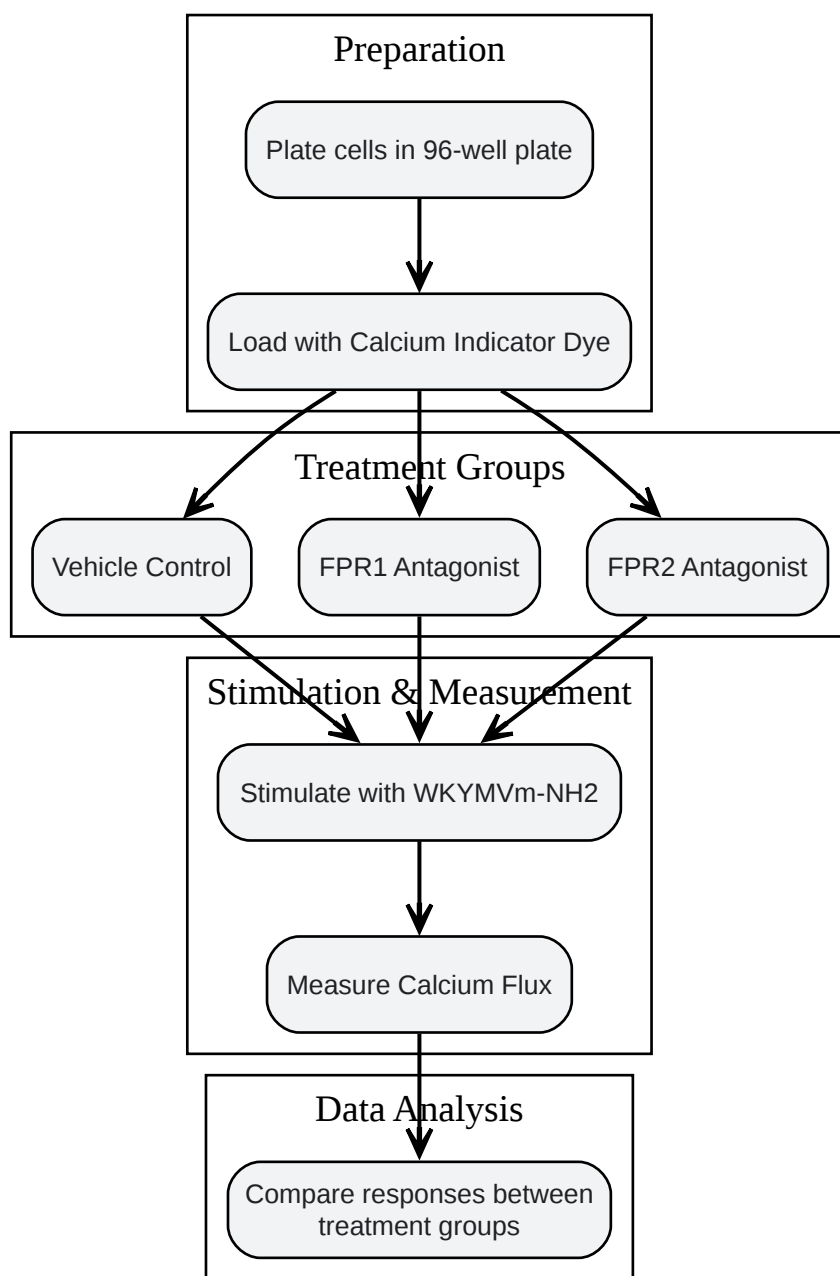 Preparation
Plate cells in 96-well plate
Load with Calcium Indicator Dye
Treatment Groups
Vehicle Control
FPR1 Antagonist
FPR2 Antagonist
Stimulation & Measurement
Stimulate with WKYMVm-NH2
Measure Calcium Flux
Data Analysis
Compare responses between
treatment groups